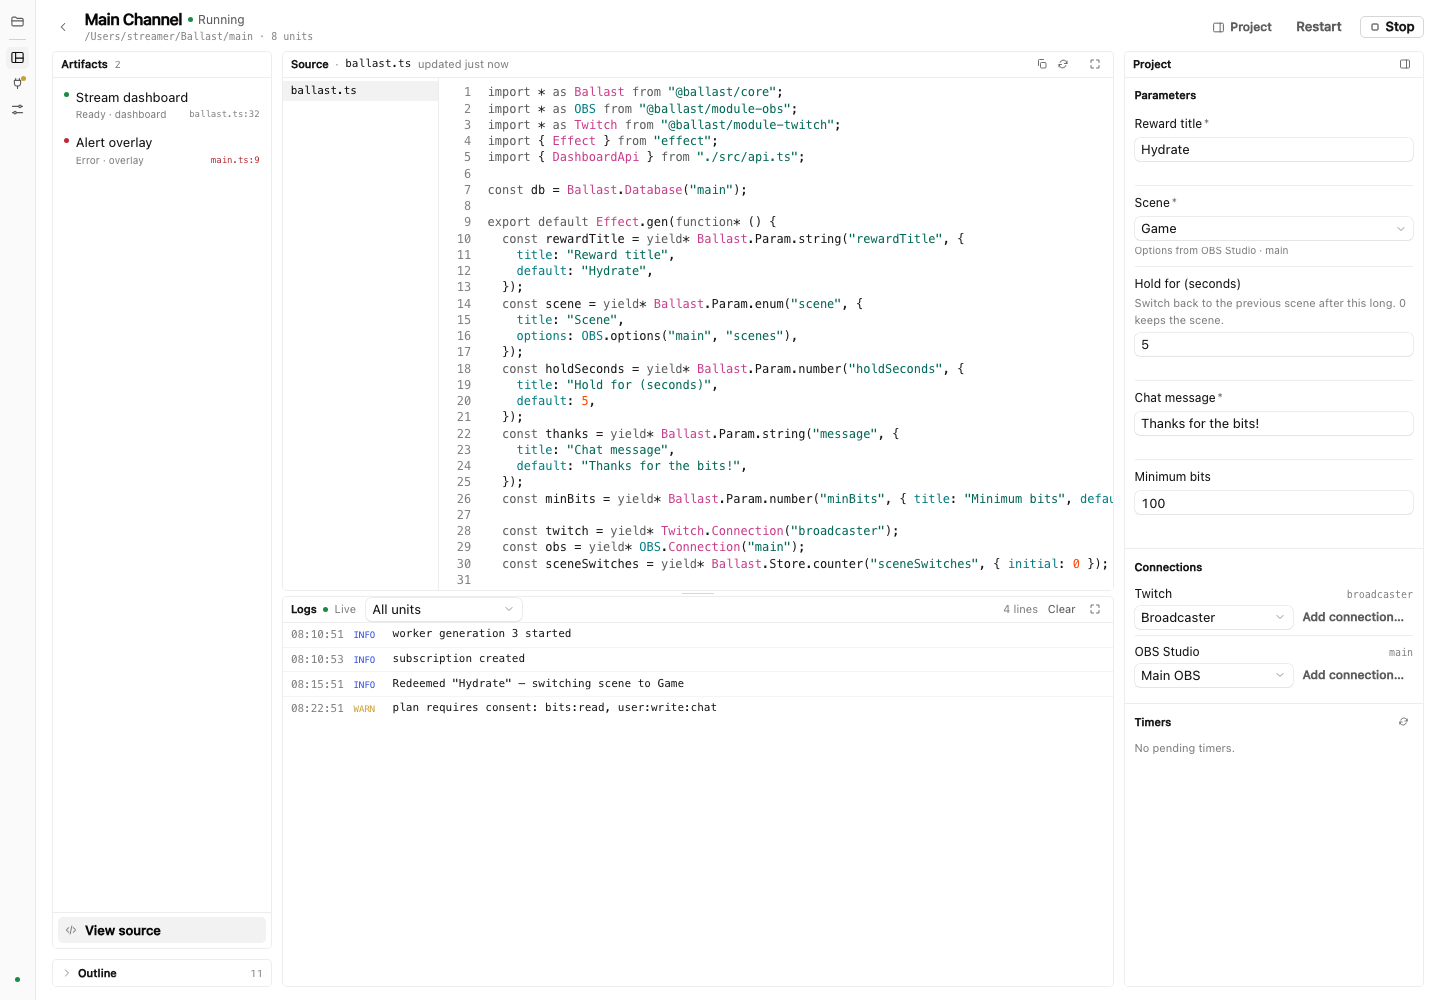 Main Channel Running
/Users/streamer/Ballast/main · 8 units
Project
Restart
Stop
Artifacts 2
Stream dashboard
Ready · dashboard ballast.ts:32
Alert overlay
Error · overlay main.ts:9
View source
Outline 11
Source · ballast.ts updated just now
ballast.ts
1 import * as Ballast from "@ballast/core";
2 import * as OBS from "@ballast/module-obs";
3 import * as Twitch from "@ballast/module-twitch";
4 import { Effect } from "effect";
5 import { DashboardApi } from "./src/api.ts";
6
7 const db = Ballast.Database("main");
8
9 export default Effect.gen(function* () {
10 const rewardTitle = yield* Ballast.Param.string("rewardTitle", {
11 title: "Reward title",
12 default: "Hydrate",
13 });
14 const scene = yield* Ballast.Param.enum("scene", {
15 title: "Scene",
16 options: OBS.options("main", "scenes"),
17 });
18 const holdSeconds = yield* Ballast.Param.number("holdSeconds", {
19 title: "Hold for (seconds)",
20 default: 5,
21 });
22 const thanks = yield* Ballast.Param.string("message", {
23 title: "Chat message",
24 default: "Thanks for the bits!",
25 });
26 const minBits = yield* Ballast.Param.number("minBits", { title: "Minimum bits", defau
27
28 const twitch = yield* Twitch.Connection("broadcaster");
29 const obs = yield* OBS.Connection("main");
30 const sceneSwitches = yield* Ballast.Store.counter("sceneSwitches", { initial: 0 });
31
Logs Live All units 4 lines Clear
08:10:51 INFO worker generation 3 started
08:10:53 INFO subscription created
08:15:51 INFO Redeemed "Hydrate" — switching scene to Game
08:22:51 WARN plan requires consent: bits:read, user:write:chat
Project
Parameters
Reward title*
Hydrate
Scene*
Game
Options from OBS Studio · main
Hold for (seconds)
Switch back to the previous scene after this long. 0
keeps the scene.
5
Chat message*
Thanks for the bits!
Minimum bits
100
Connections
Twitch broadcaster
Broadcaster Add connection...
OBS Studio main
Main OBS Add connection...
Timers
No pending timers.